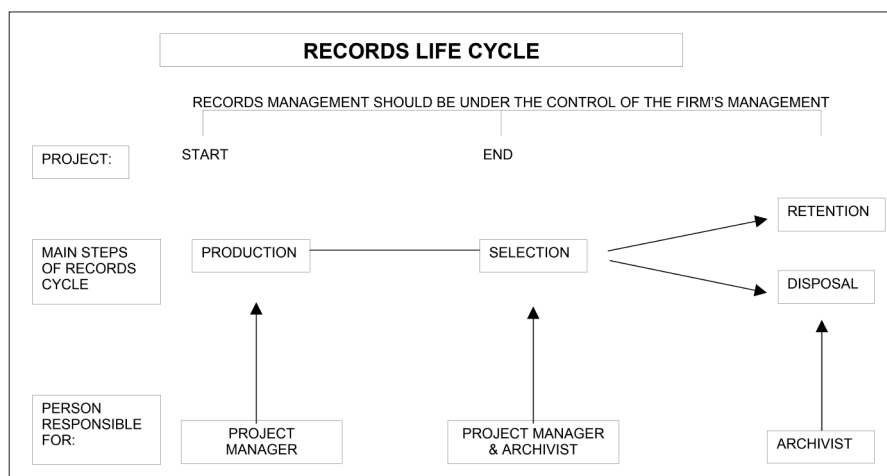 RECORDS LIFE CYCLE
RECORDS MANAGEMENT SHOULD BE UNDER THE CONTROL OF THE FIRM'S MANAGEMENT
PROJECT:
START
END
RETENTION
MAIN STEPS
OF RECORDS
CYCLE
PRODUCTION
SELECTION
DISPOSAL
PERSON
RESPONSIBLE
FOR:
PROJECT
MANAGER
PROJECT MANAGER
& ARCHIVIST
ARCHIVIST